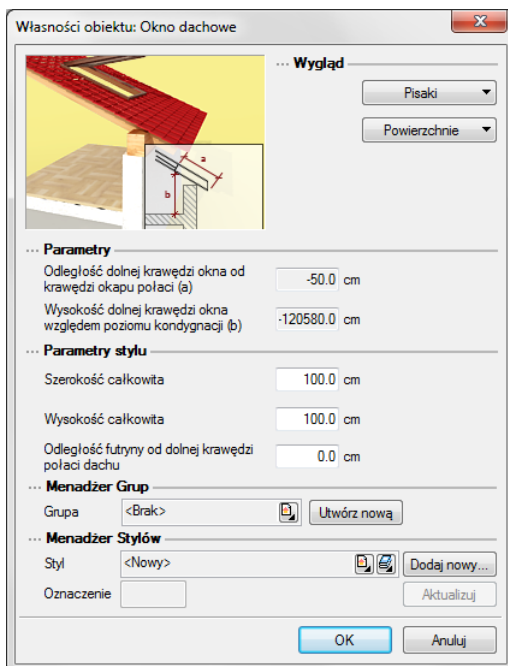 Własności obiektu: Okno dachowe
Wygląd
Pisaki
Powierzchnie
a
b
Parametry
Odległość dolnej krawędzi okna od
krawędzi okapu połaci (a)
-50.0 cm
Wysokość dolnej krawędzi okna
względem poziomu kondygnacji (b)
-120580.0 cm
Parametry stylu
Szerokość całkowita 100.0 cm
Wysokość całkowita 100.0 cm
Odległość futryny od dolnej krawędzi
połaci dachu
0.0 cm
Menadżer Grup
Grupa <Brak> Utwórz nową
Menadżer Stylów
Styl <Nowy> Dodaj nowy...
Oznaczenie Aktualizuj
OK Anuluj